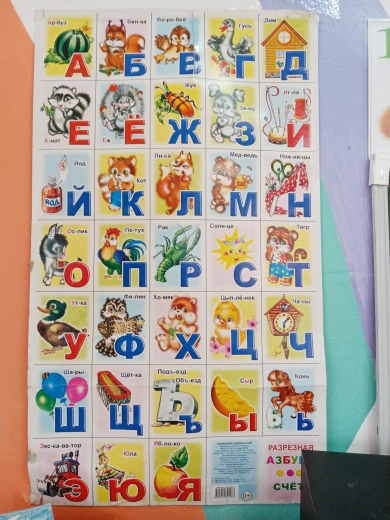 Ар-буз
А
Бел-ка
Б
Во-ро-бей
В
Гусь
Г
Дом
Д
Е-нот
Е
Ё
Жук
Ж
За-яц
З
Иг-ла
И
Йод
ЙОД
Й
Кот
К
Ли-са
Л
Мед-ведь
М
Нож-ни-цы
Н
Ос-лик
О
Пе-тух
П
Рак
Р
Солн-це
С
Тигр
Т
Ут-ка
У
Фи-лин
Ф
Хо-мяк
Х
Цып-лё-нок
Ц
Ча-сы
Ч
Ша-ры
Ш
Щёт-ка
Щ
Подъ-езд
Объ-езд
Ъ
Сыр
Ы
Конь
Ь
Экс-ка-ва-тор
Э
Юла
Ю
Яб-ло-ко
Я
0+
РАЗРЕЗНАЯ
АЗБУ
СЧЁТ